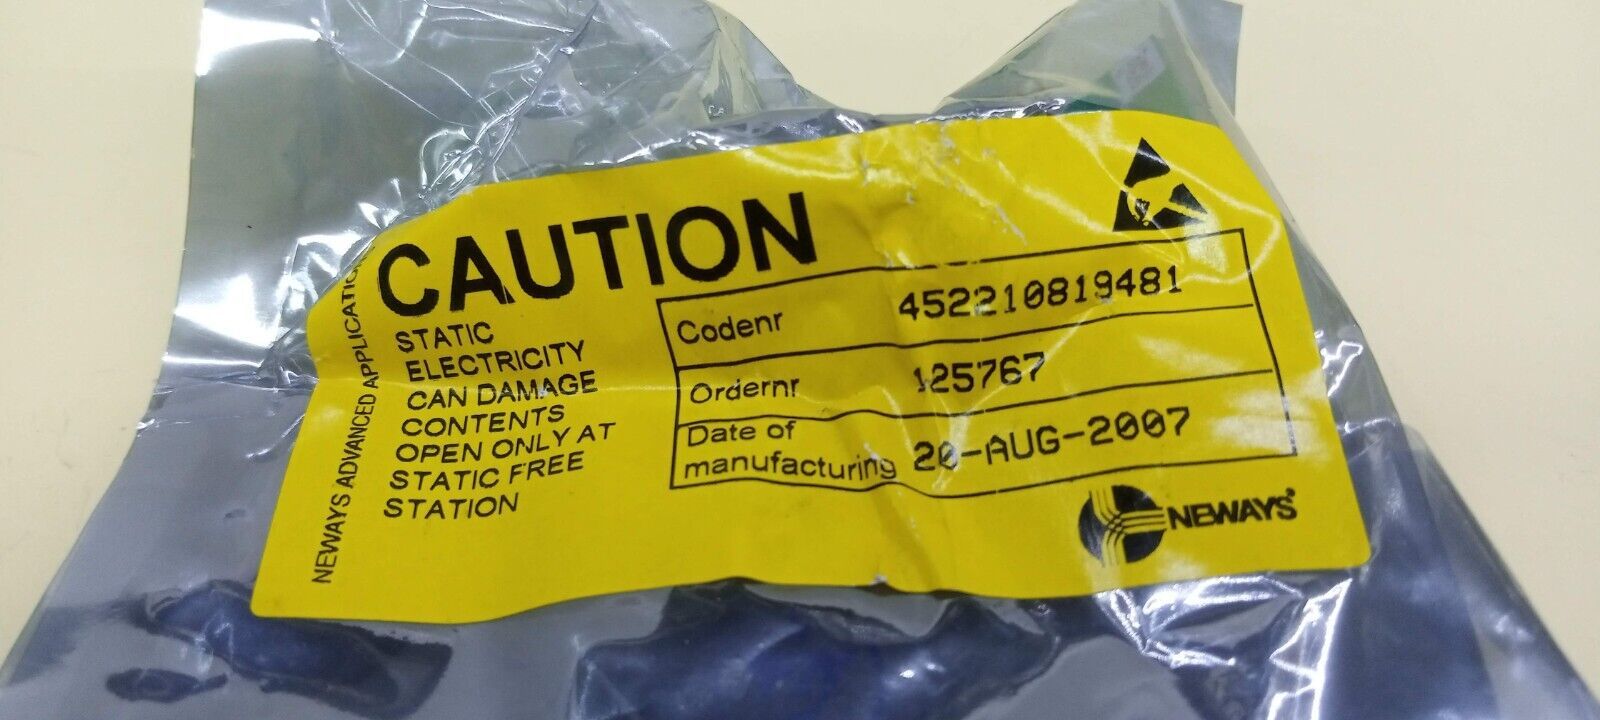 CAUTION
STATIC
ELECTRICITY
CAN DAMAGE
CONTENTS
OPEN ONLY AT
STATIC FREE
STATION
NEWAYS ADVANCED APPLICATION
Codenr 452210819481
Ordernr 125767
Date of
manufacturing 20-AUG-2007
NEWAYS